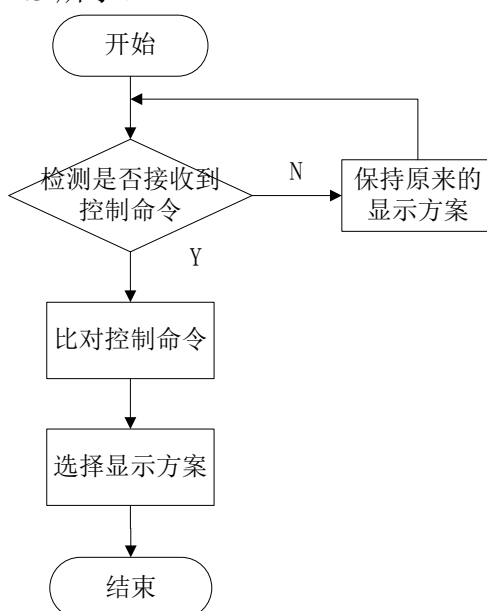 开始
检测是否接收到
控制命令
N
保持原来的
显示方案
Y
比对控制命令
选择显示方案
结束